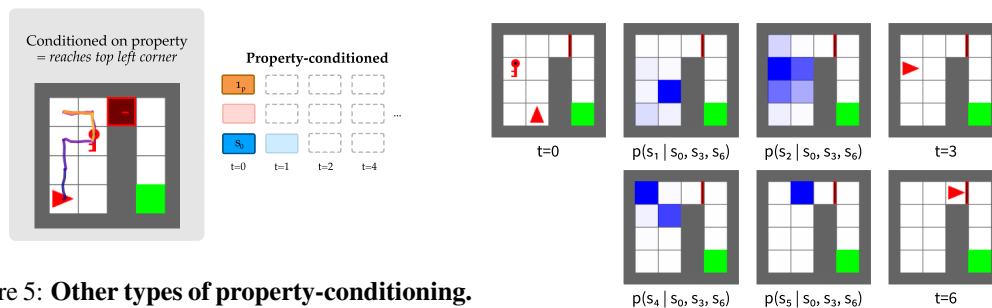 Conditioned on property
= reaches top left corner
Property-conditioned
1p
S0
...
t=0 t=1 t=2 t=4
t=0
p(s1 | s0, s3, s6)
p(s2 | s0, s3, s6)
t=3
p(s4 | s0, s3, s6)
p(s5 | s0, s3, s6)
t=6
re 5: Other types of property-conditioning.